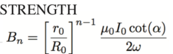 STRENGTH
B_n = [ r_0 / R_0 ]^{n-1} μ_0 I_0 cot(α) / 2ω